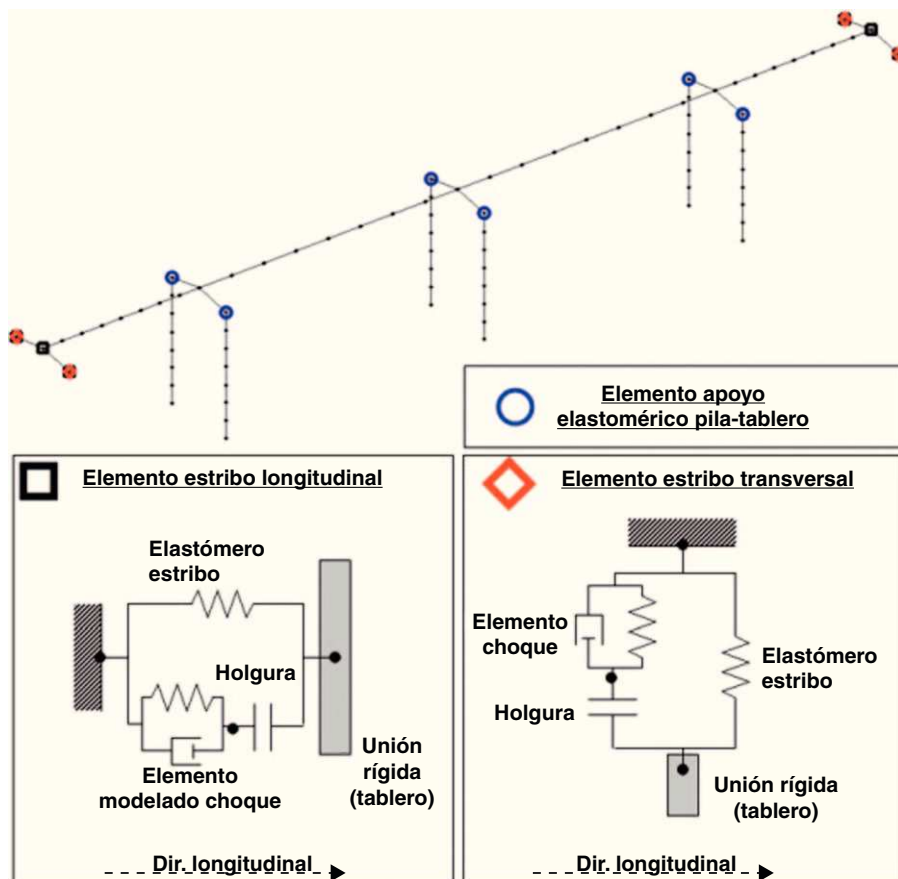 Elemento apoyo
elastomérico pila-tablero
Elemento estribo longitudinal
Elastómero
estribo
Holgura
Elemento
modelado choque
Unión
rígida
(tablero)
Dir. longitudinal
Elemento estribo transversal
Elemento
choque
Holgura
Elastómero
estribo
Unión rígida
(tablero)
Dir. longitudinal